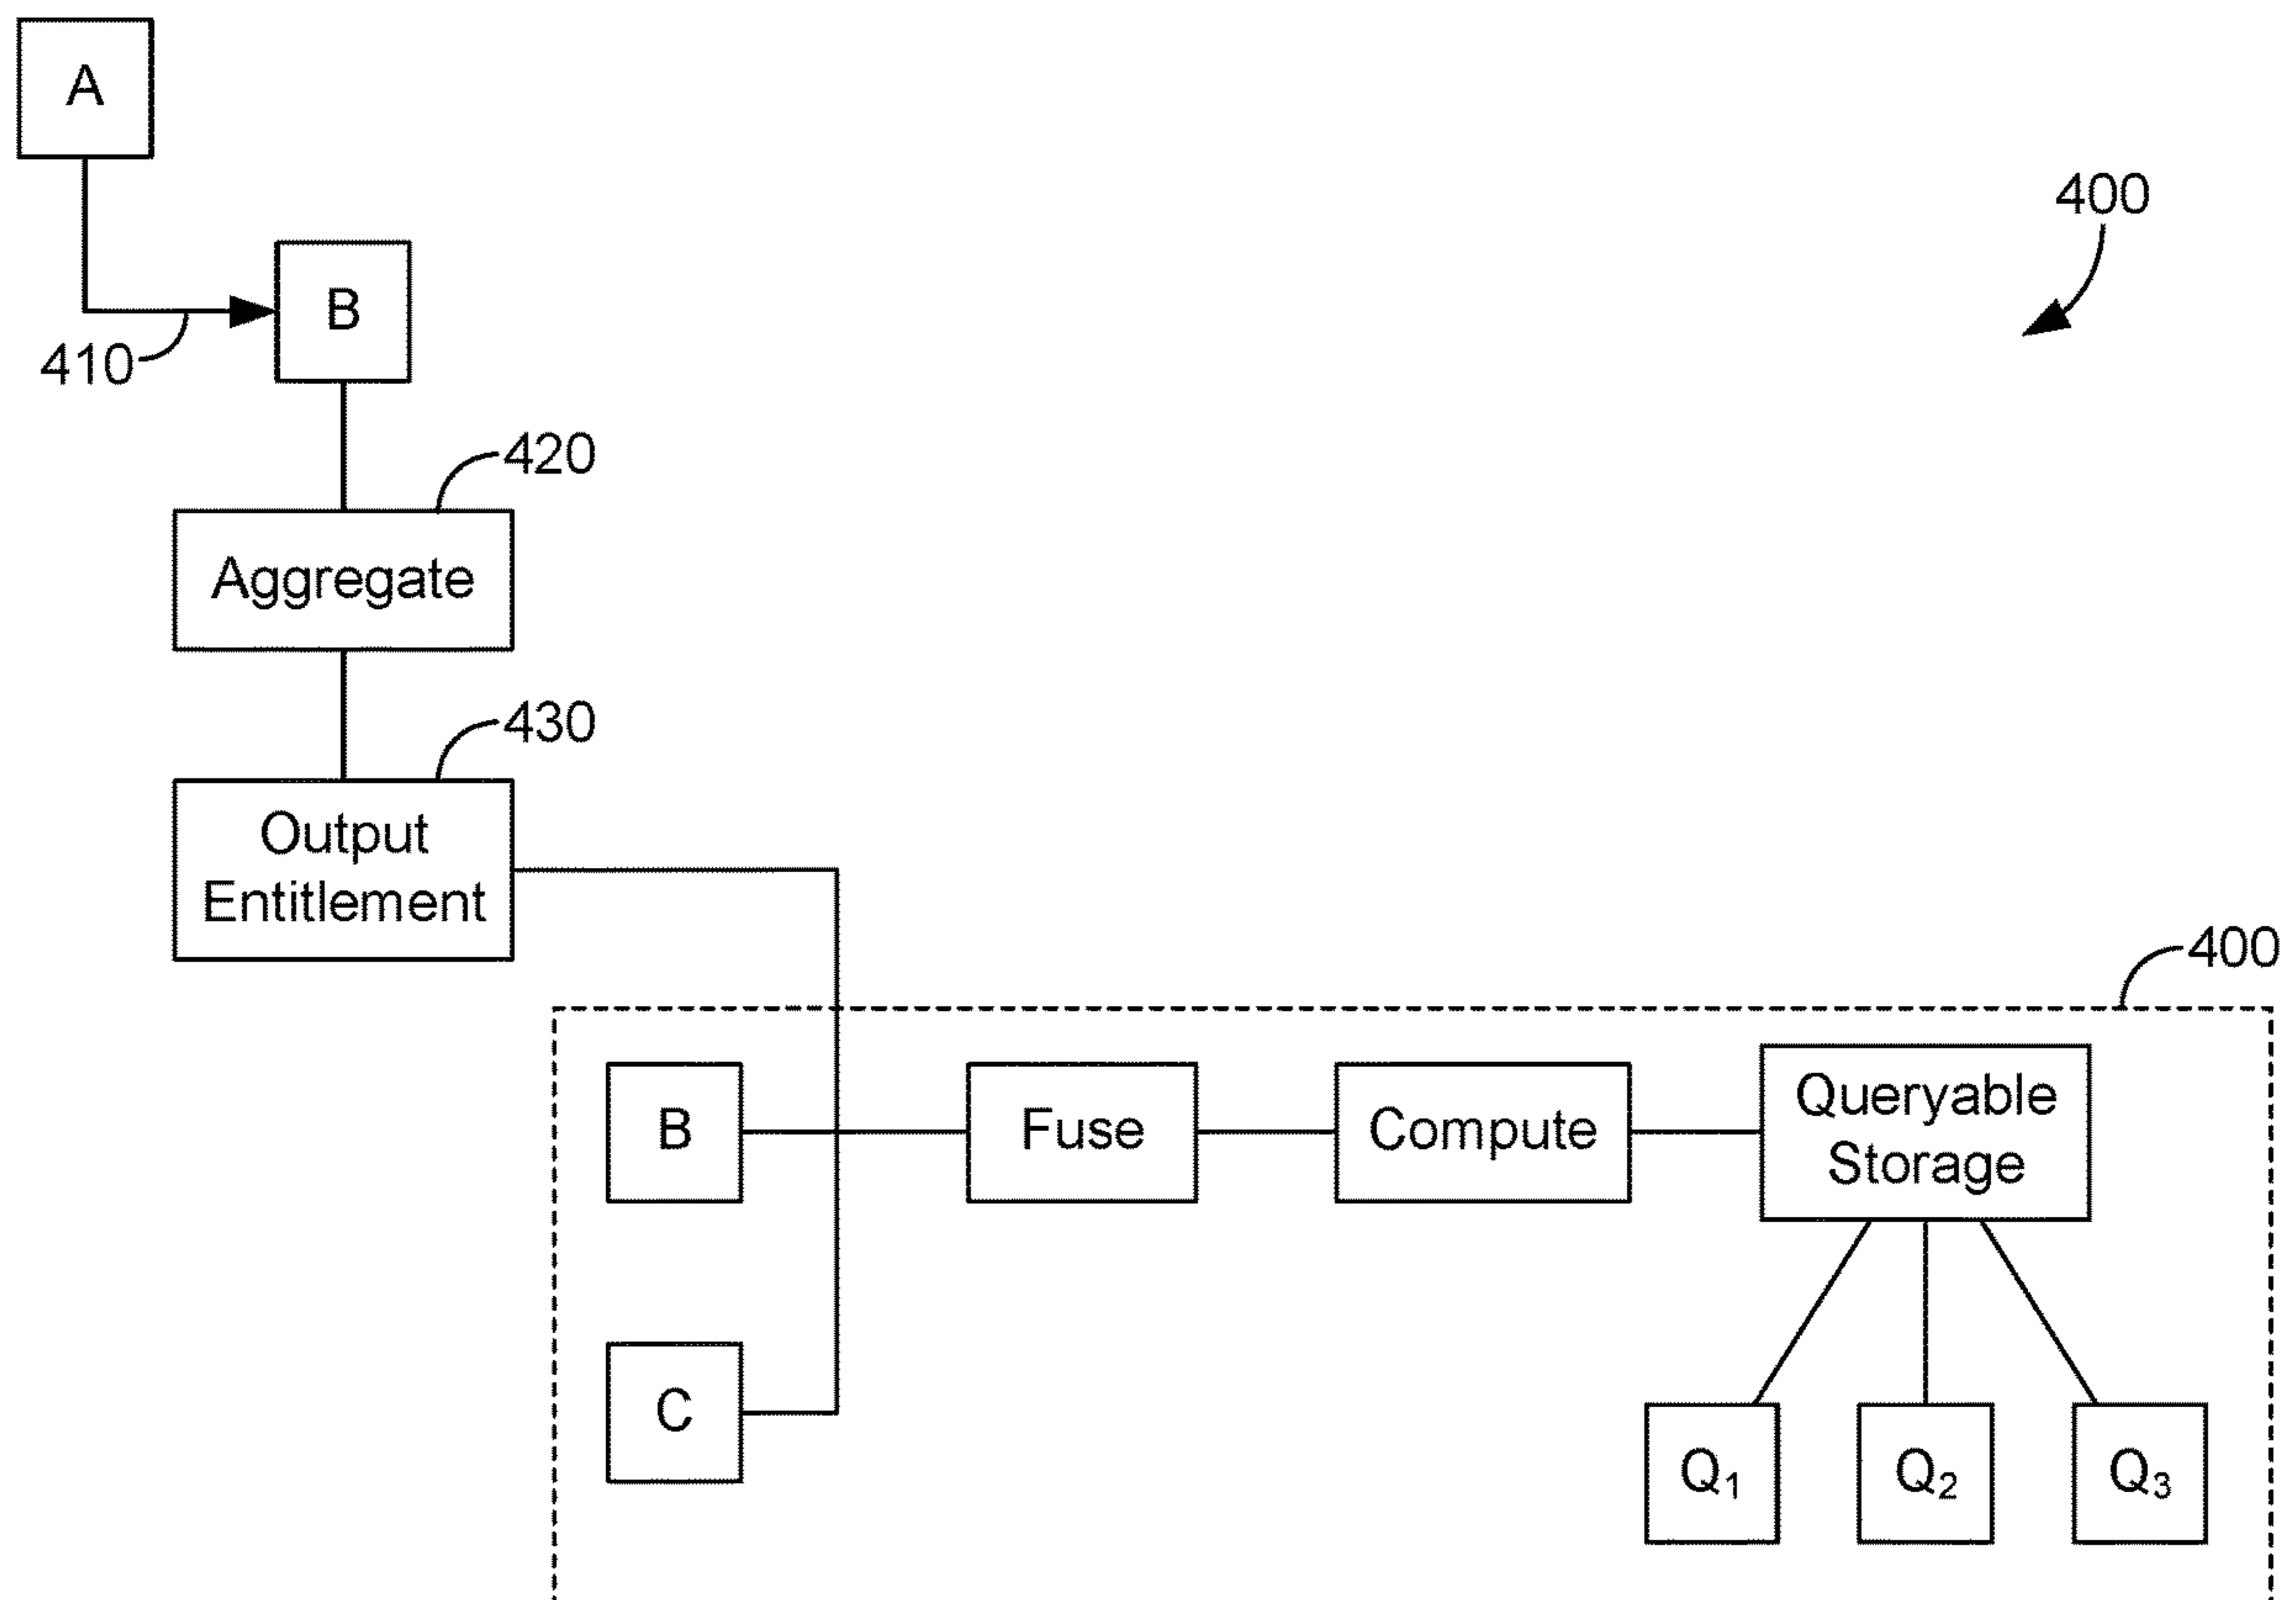 A
400
B
410
420
Aggregate
430
Output
Entitlement
400
B
Fuse
Compute
Queryable
Storage
C
Q₁
Q₂
Q₃